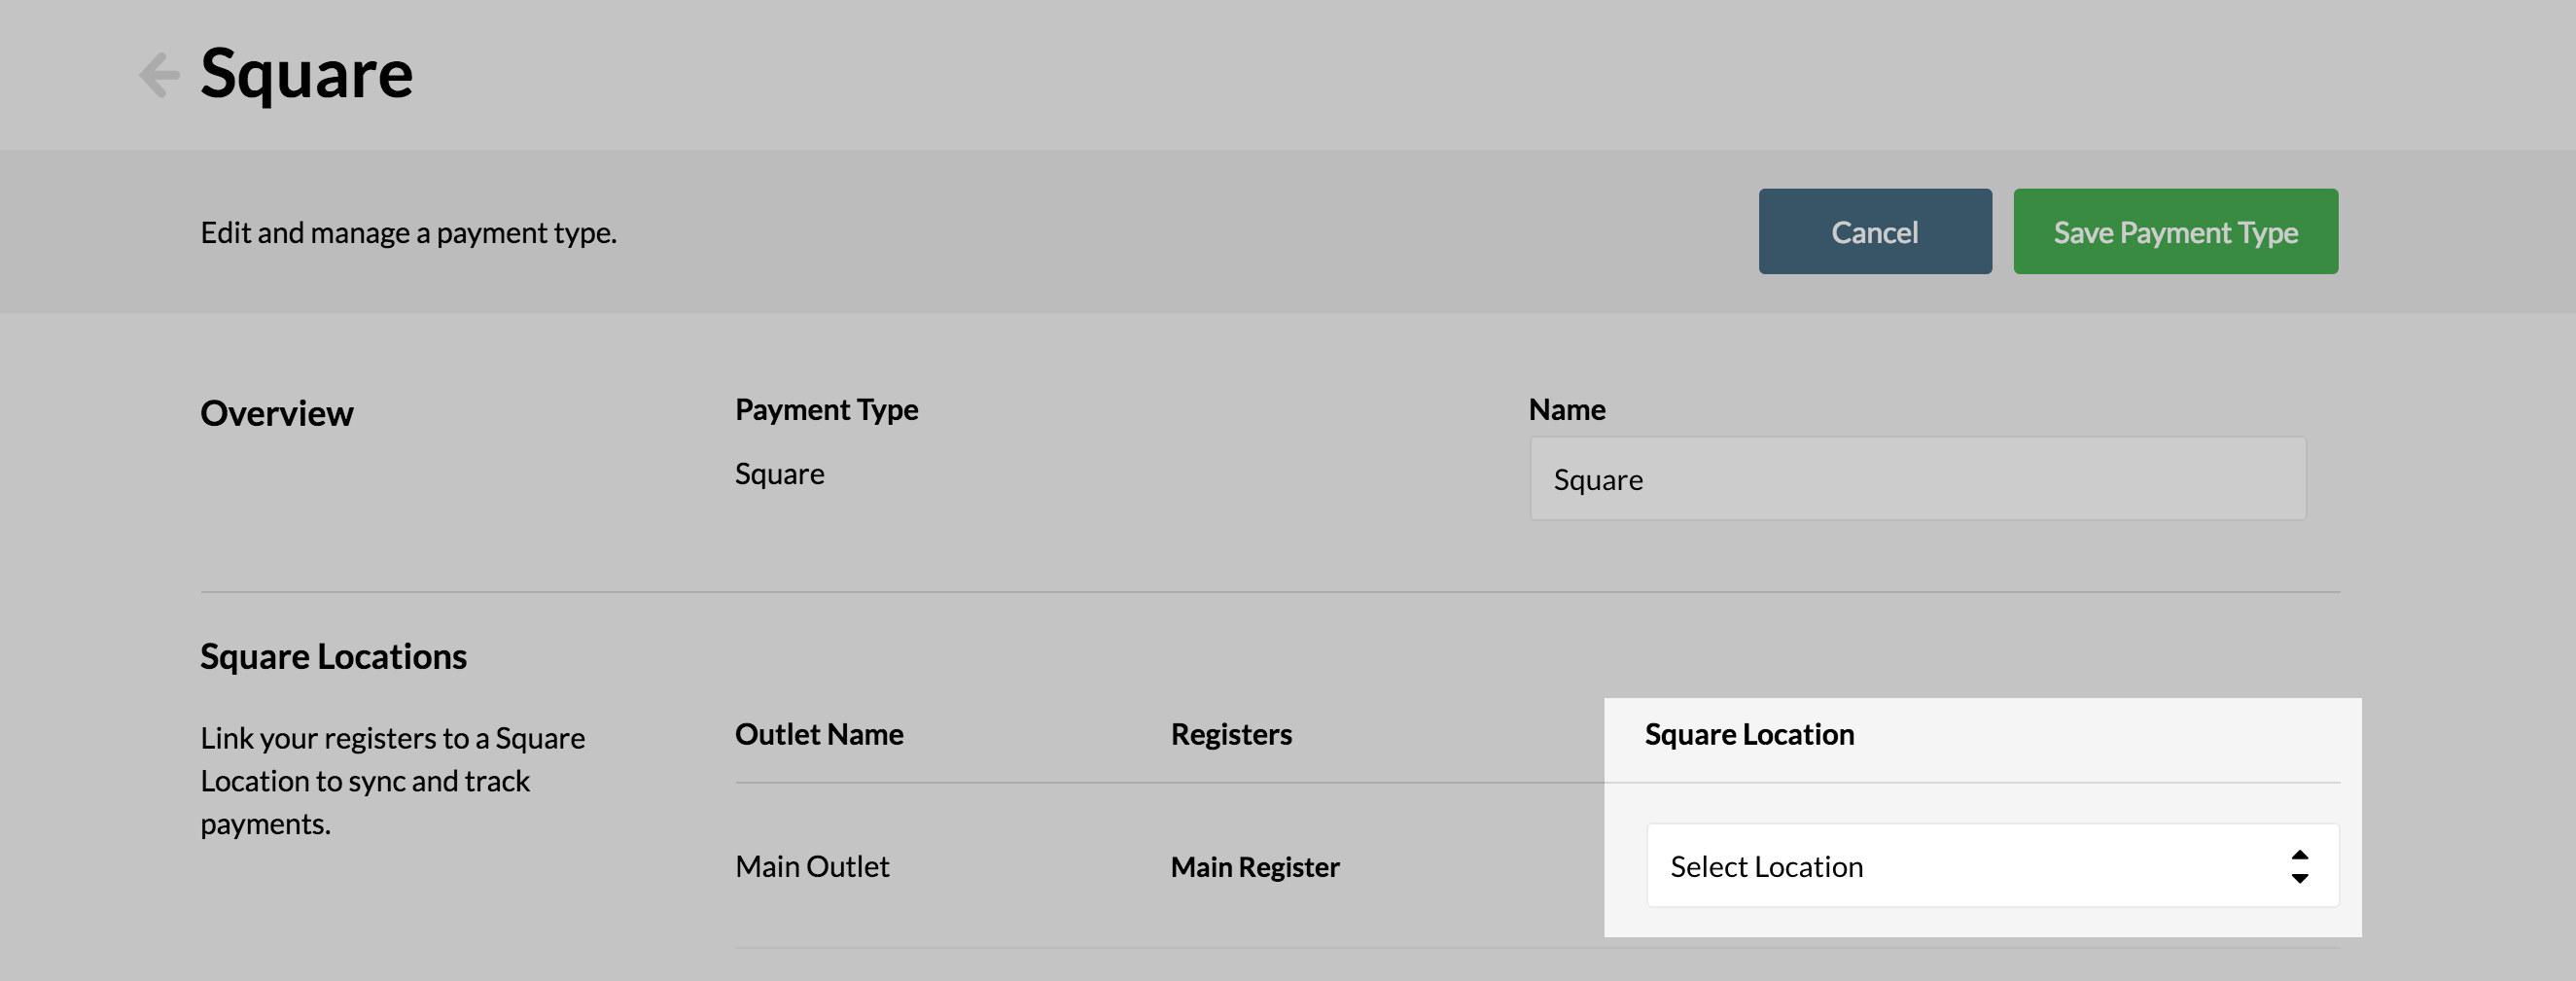 Square
Edit and manage a payment type.
Cancel
Save Payment Type
Overview
Payment Type
Square
Name
Square
Square Locations
Link your registers to a Square
Location to sync and track
payments.
Outlet Name
Registers
Square Location
Main Outlet
Main Register
Select Location